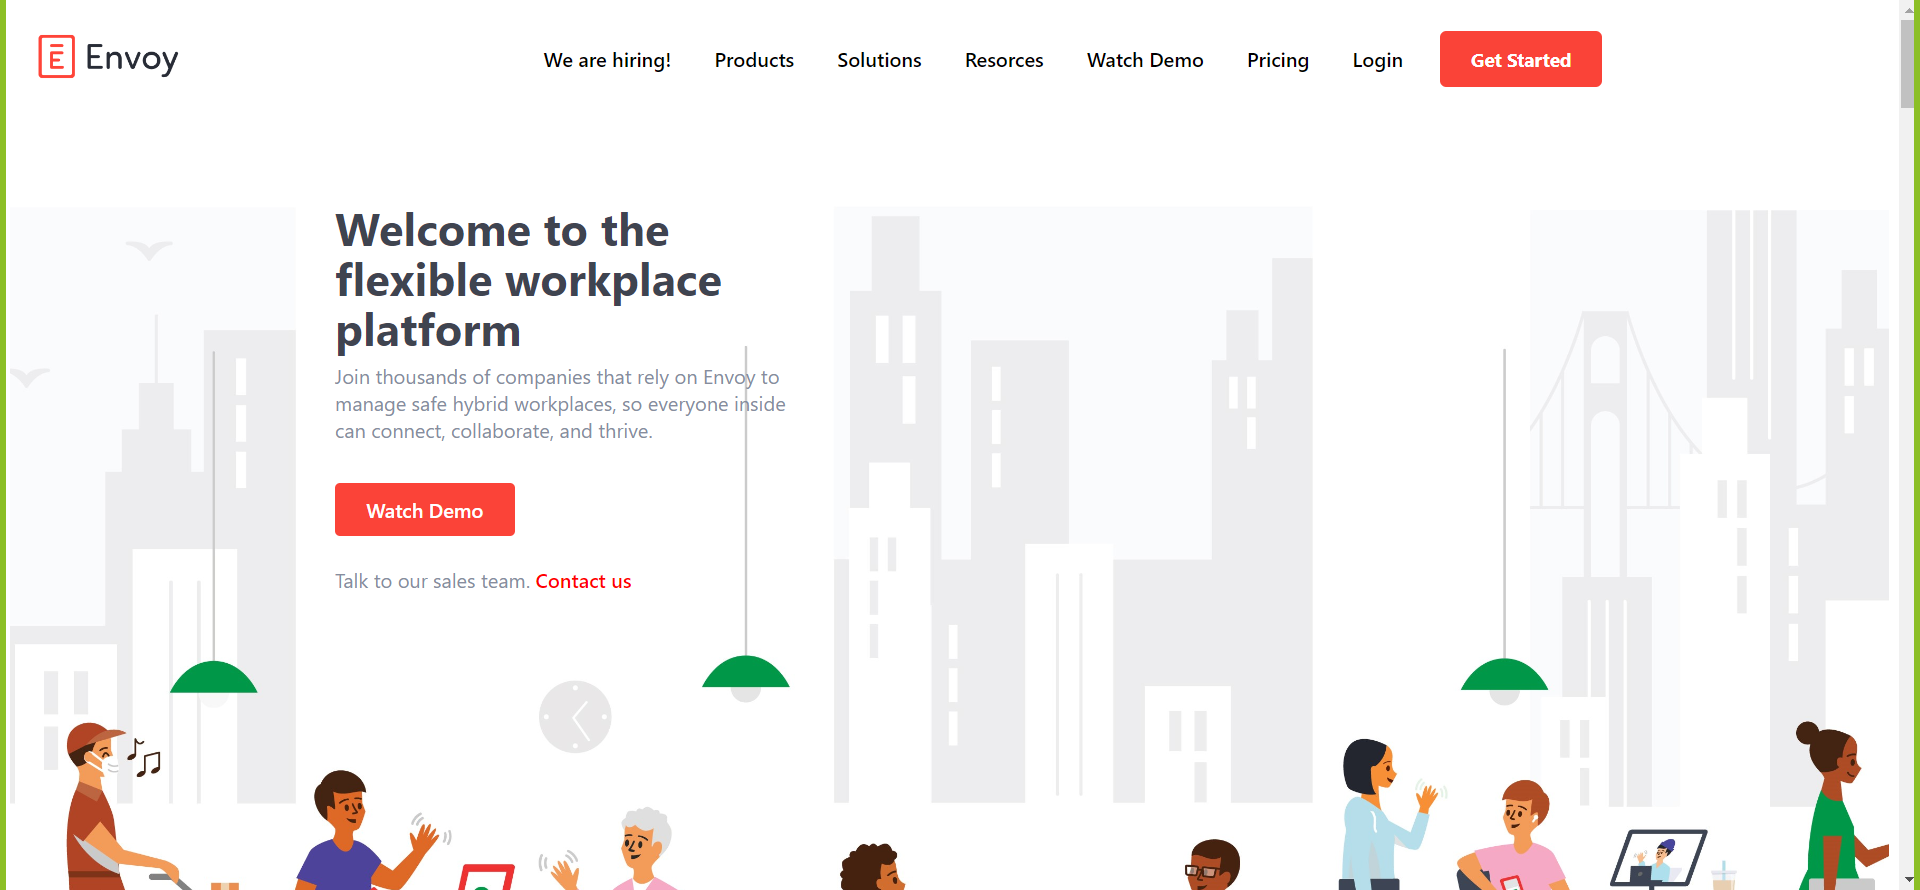 Envoy
We are hiring! Products Solutions Resorces Watch Demo Pricing Login Get Started
Welcome to the
flexible workplace
platform
Join thousands of companies that rely on Envoy to
manage safe hybrid workplaces, so everyone inside
can connect, collaborate, and thrive.
Watch Demo
Talk to our sales team. Contact us